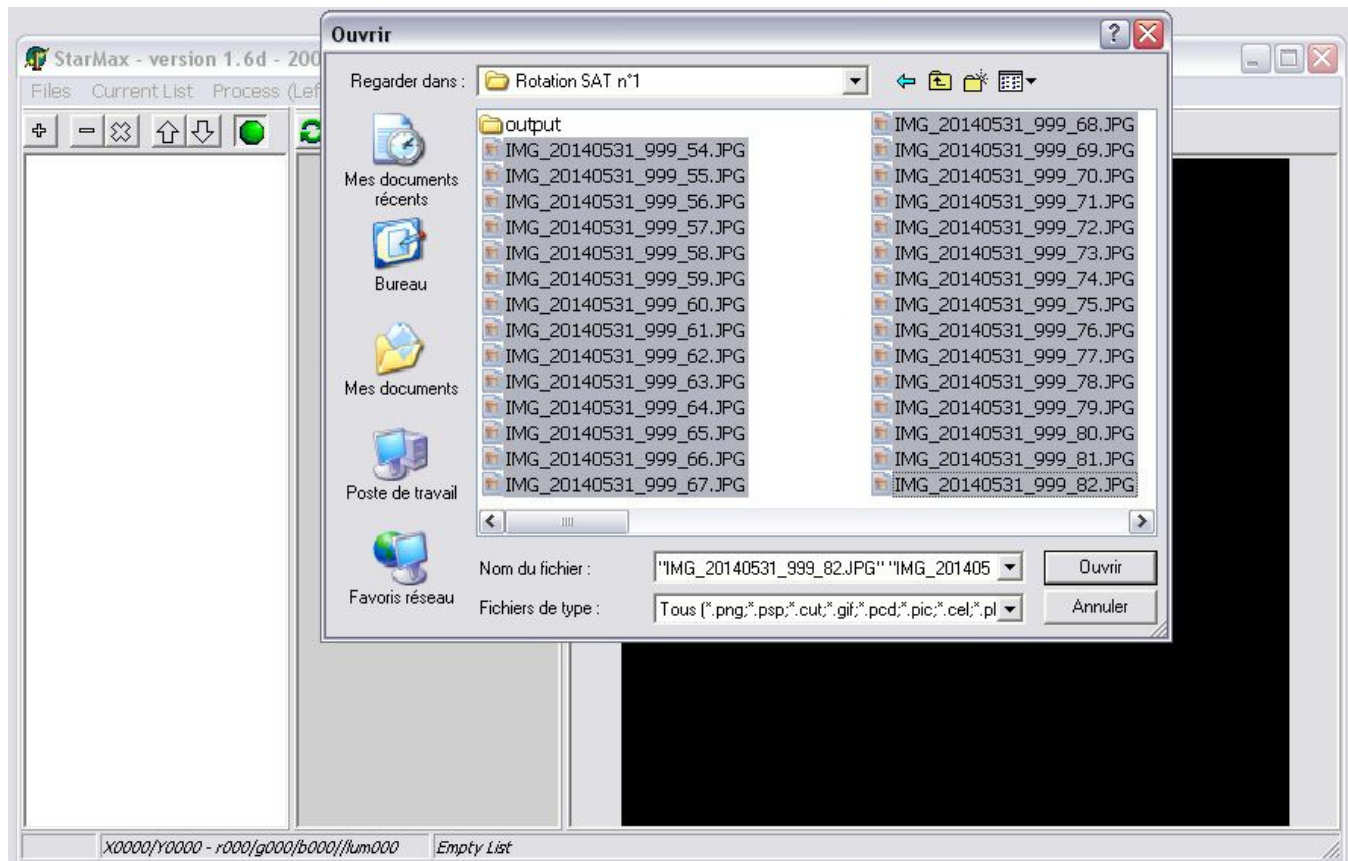 Ouvrir
StarMax - version 1.6d - 200
Files Current List Process (Lef
Regarder dans :
Rotation SAT n°1
Mes documents
récents
Bureau
Mes documents
Poste de travail
Favoris réseau
output
IMG_20140531_999_54.JPG
IMG_20140531_999_55.JPG
IMG_20140531_999_56.JPG
IMG_20140531_999_57.JPG
IMG_20140531_999_58.JPG
IMG_20140531_999_59.JPG
IMG_20140531_999_60.JPG
IMG_20140531_999_61.JPG
IMG_20140531_999_62.JPG
IMG_20140531_999_63.JPG
IMG_20140531_999_64.JPG
IMG_20140531_999_65.JPG
IMG_20140531_999_66.JPG
IMG_20140531_999_67.JPG
IMG_20140531_999_68.JPG
IMG_20140531_999_69.JPG
IMG_20140531_999_70.JPG
IMG_20140531_999_71.JPG
IMG_20140531_999_72.JPG
IMG_20140531_999_73.JPG
IMG_20140531_999_74.JPG
IMG_20140531_999_75.JPG
IMG_20140531_999_76.JPG
IMG_20140531_999_77.JPG
IMG_20140531_999_78.JPG
IMG_20140531_999_79.JPG
IMG_20140531_999_80.JPG
IMG_20140531_999_81.JPG
IMG_20140531_999_82.JPG
Nom du fichier :
"IMG_20140531_999_82.JPG" "IMG_201405
Ouvrir
Fichiers de type :
Tous (*.png;*.psp;*.cut;*.gif;*.pcd;*.pic;*.cel;*.pl
Annuler
X0000/Y0000 - r000/g000/b000//lum000
Empty List